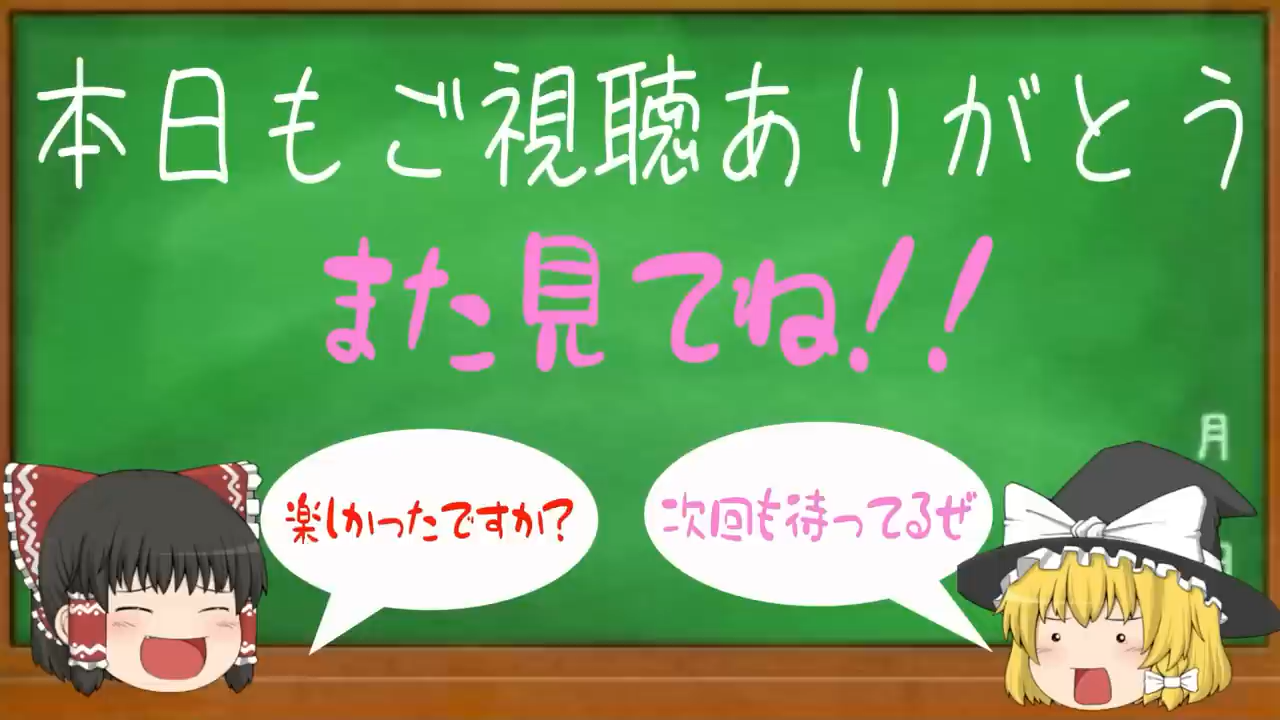 本日もご視聴ありがとう
また見てね!!
月
楽しかったですか?
次回も待ってるぜ